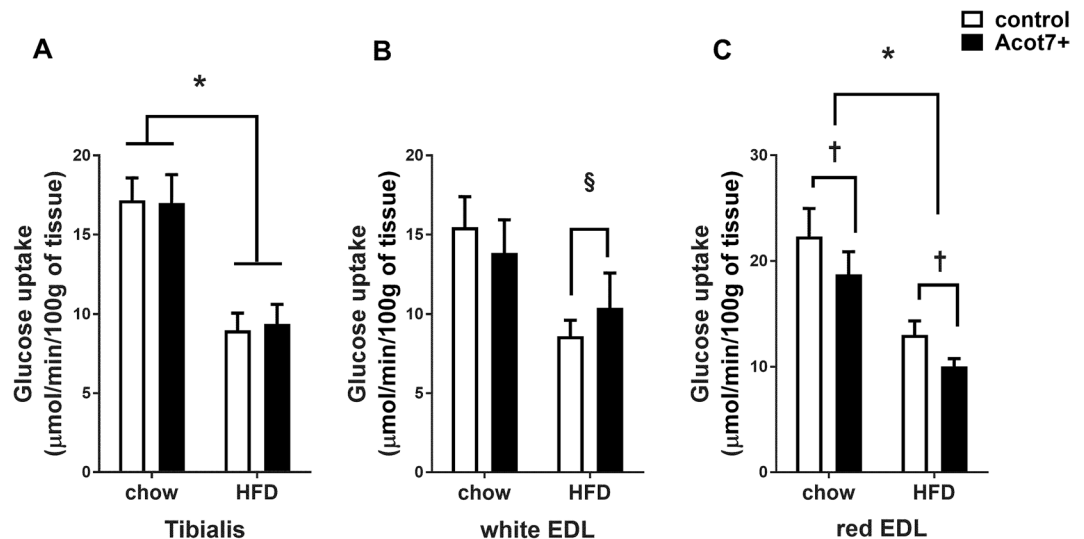 control
Acot7+
A
*
20
15
10
5
0
Glucose uptake
(μmol/min/100g of tissue)
chow HFD
Tibialis
B
§
20
15
10
5
0
Glucose uptake
(μmol/min/100g of tissue)
chow HFD
white EDL
C
*
†
†
30
20
10
0
Glucose uptake
(μmol/min/100g of tissue)
chow HFD
red EDL